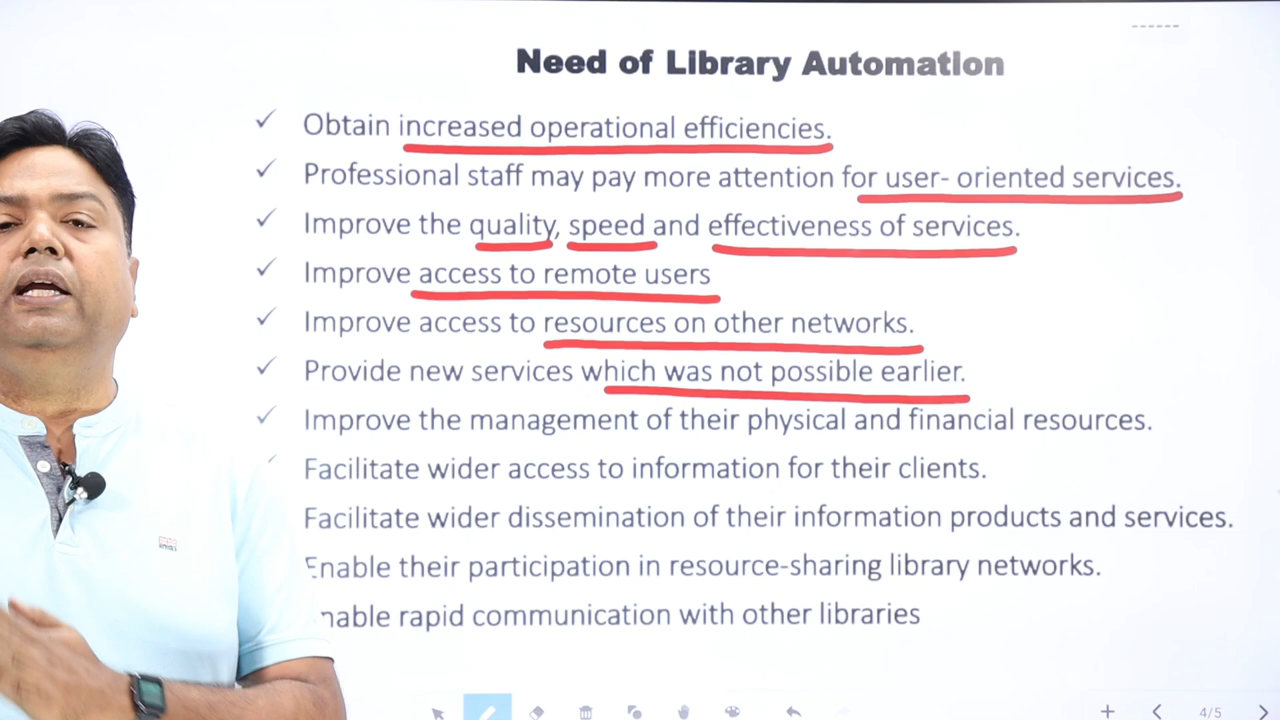 Need of Library Automation
✓ Obtain increased operational efficiencies.
✓ Professional staff may pay more attention for user- oriented services.
✓ Improve the quality, speed and effectiveness of services.
✓ Improve access to remote users
✓ Improve access to resources on other networks.
✓ Provide new services which was not possible earlier.
✓ Improve the management of their physical and financial resources.
Facilitate wider access to information for their clients.
Facilitate wider dissemination of their information products and services.
Enable their participation in resource-sharing library networks.
nable rapid communication with other libraries
4/5